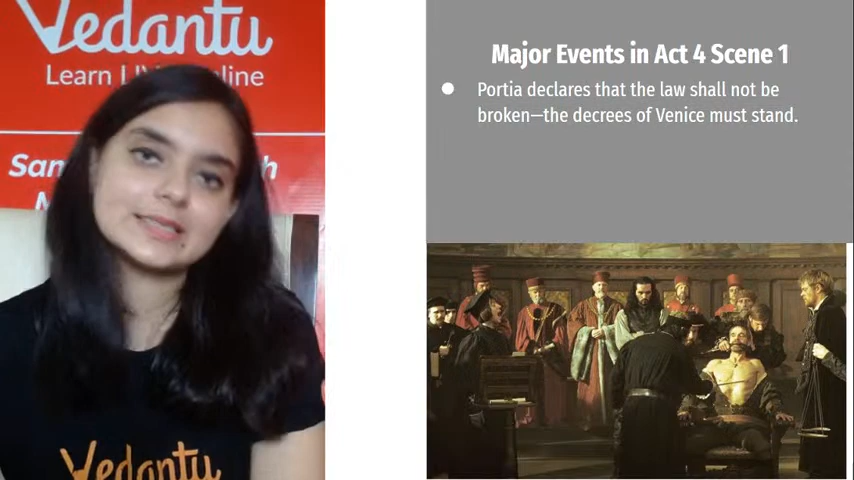 Vedantu
Learn LIVE Online
Vedantu
Major Events in Act 4 Scene 1
Portia declares that the law shall not be
broken—the decrees of Venice must stand.